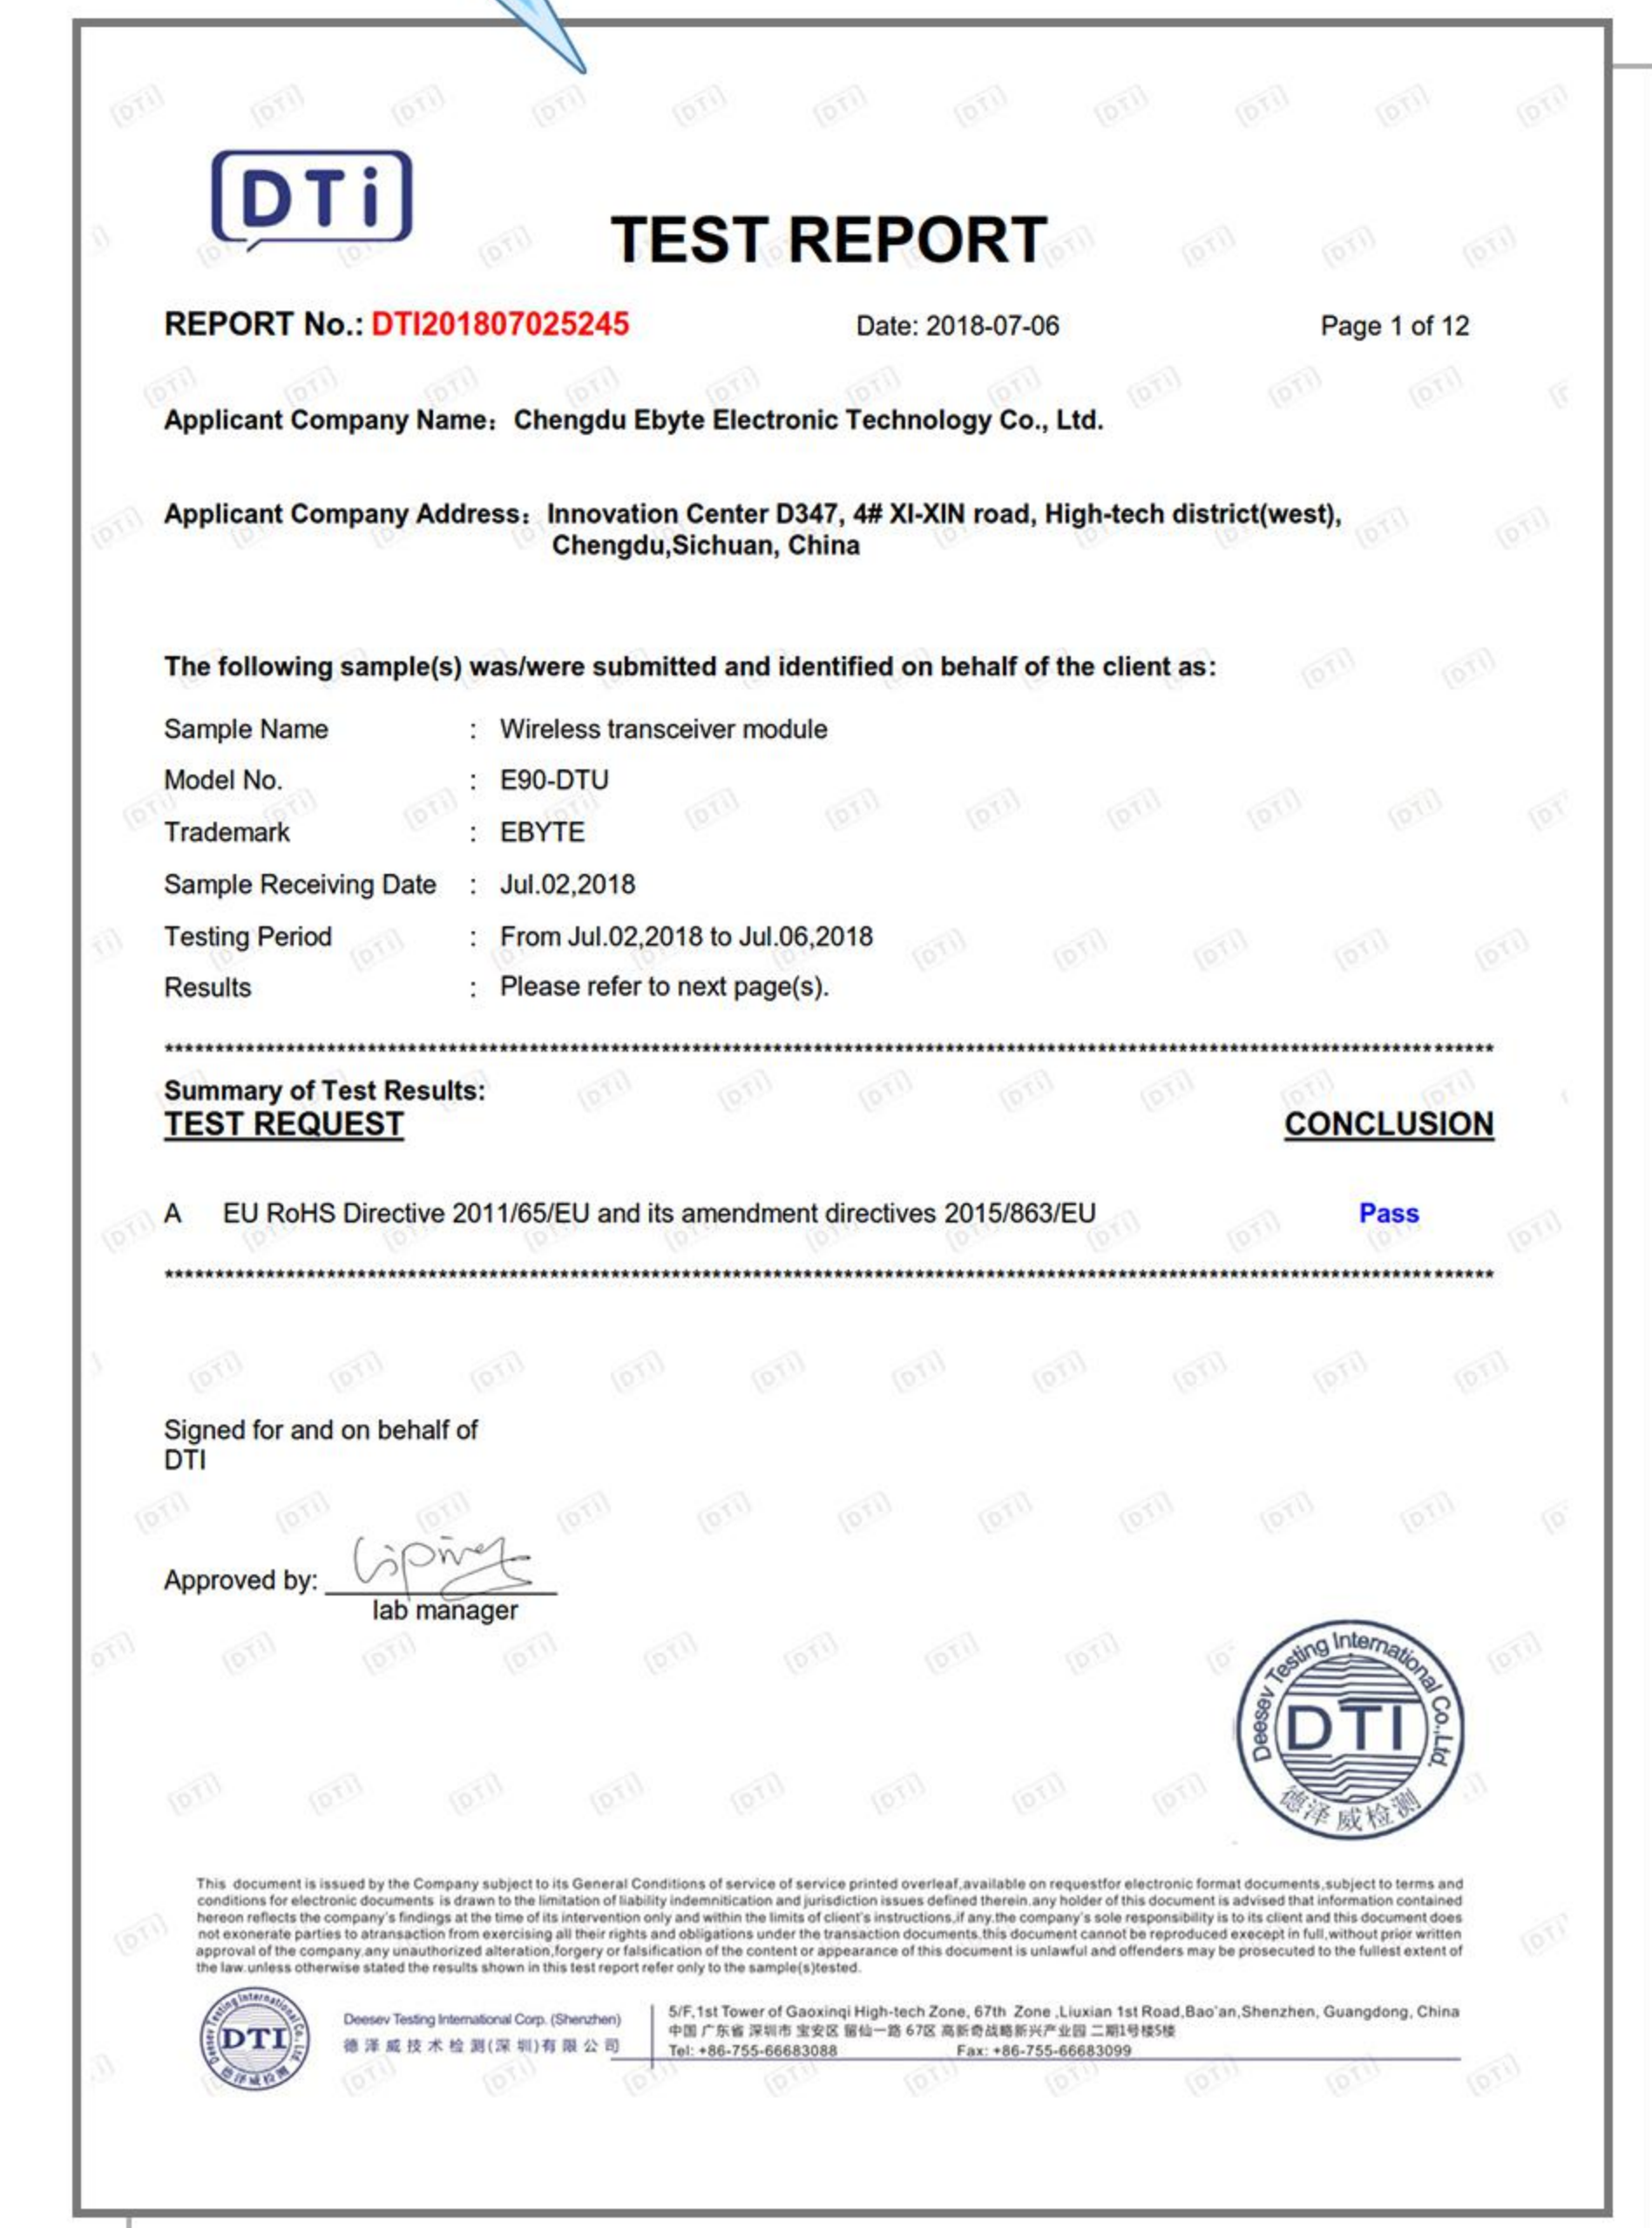 DTi
TEST REPORT
REPORT No.: DTI201807025245 Date: 2018-07-06 Page 1 of 12
Applicant Company Name: Chengdu Ebyte Electronic Technology Co., Ltd.
Applicant Company Address: Innovation Center D347, 4# XI-XIN road, High-tech district(west),
Chengdu,Sichuan, China
The following sample(s) was/were submitted and identified on behalf of the client as:
Sample Name : Wireless transceiver module
Model No. : E90-DTU
Trademark : EBYTE
Sample Receiving Date : Jul.02,2018
Testing Period : From Jul.02,2018 to Jul.06,2018
Results : Please refer to next page(s).
Summary of Test Results:
TEST REQUEST CONCLUSION
A EU RoHS Directive 2011/65/EU and its amendment directives 2015/863/EU Pass
Signed for and on behalf of
DTI
Approved by:
lab manager
Deesev Testing International Co.,Ltd.
DTI
德泽威检测
This document is issued by the Company subject to its General Conditions of service of service printed overleaf,available on requestfor electronic format documents,subject to terms and
conditions for electronic documents is drawn to the limitation of liability indemnitication and jurisdiction issues defined therein.any holder of this document is advised that information contained
hereon reflects the company's findings at the time of its intervention only and within the limits of client's instructions,if any.the company's sole responsibility is to its client and this document does
not exonerate parties to atransaction from exercising all their rights and obligations under the transaction documents.this document cannot be reproduced execept in full,without prior written
approval of the company.any unauthorized alteration,forgery or falsification of the content or appearance of this document is unlawful and offenders may be prosecuted to the fullest extent of
the law.unless otherwise stated the results shown in this test report refer only to the sample(s)tested.
Deesev Testing International Co.,Ltd.
DTI
德泽威检测
Deesev Testing International Corp. (Shenzhen)
德泽威技术检测(深圳)有限公司
5/F,1st Tower of Gaoxinqi High-tech Zone, 67th Zone ,Liuxian 1st Road,Bao'an,Shenzhen, Guangdong, China
中国 广东省 深圳市 宝安区 留仙一路 67区 高新奇战略新兴产业园 二期1号楼5楼
Tel: +86-755-66683088 Fax: +86-755-66683099